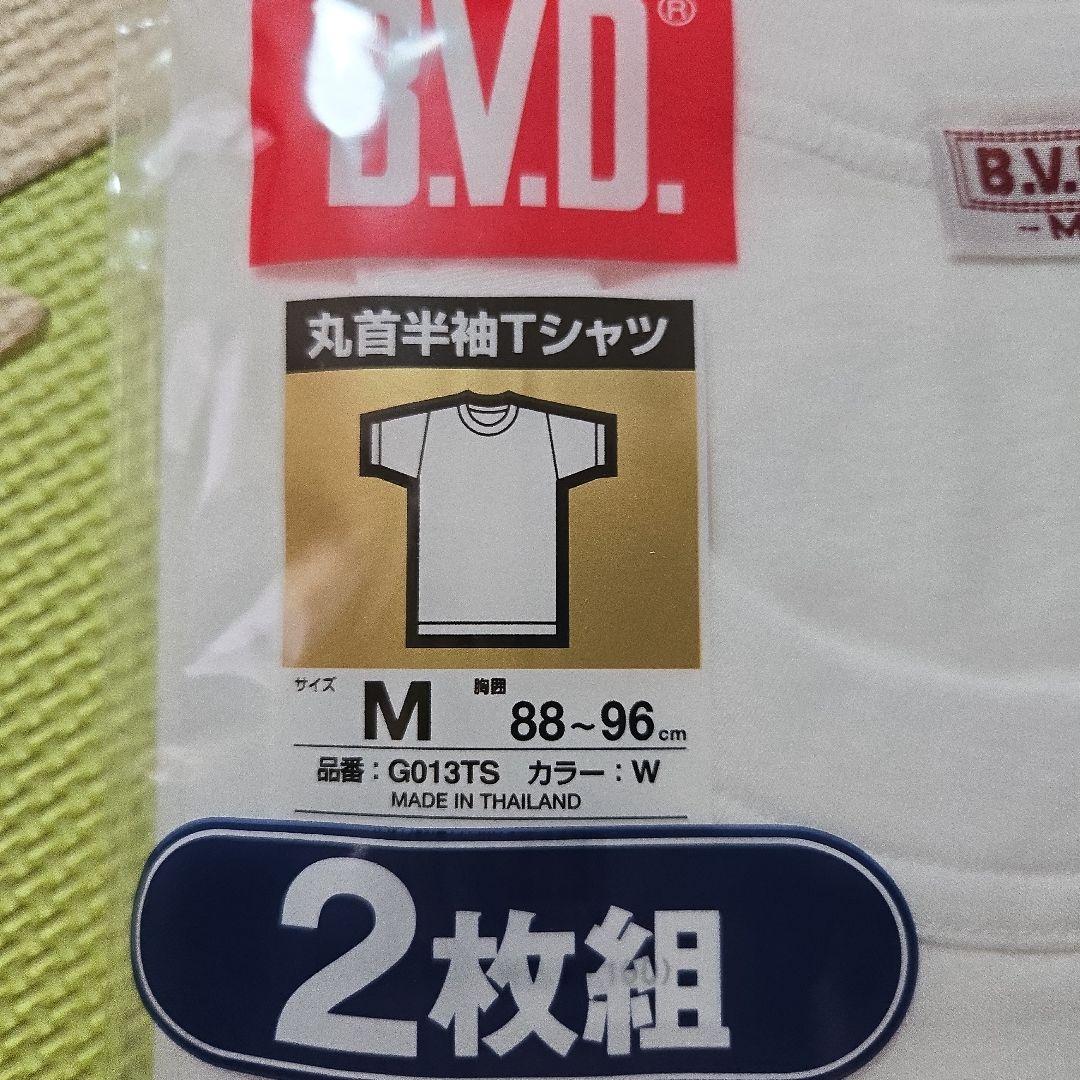 B.V.D.®
B.V.
-M
丸首半袖Tシャツ
サイズ M 胸囲 88~96cm
品番:G013TS カラー:W
MADE IN THAILAND
2枚組